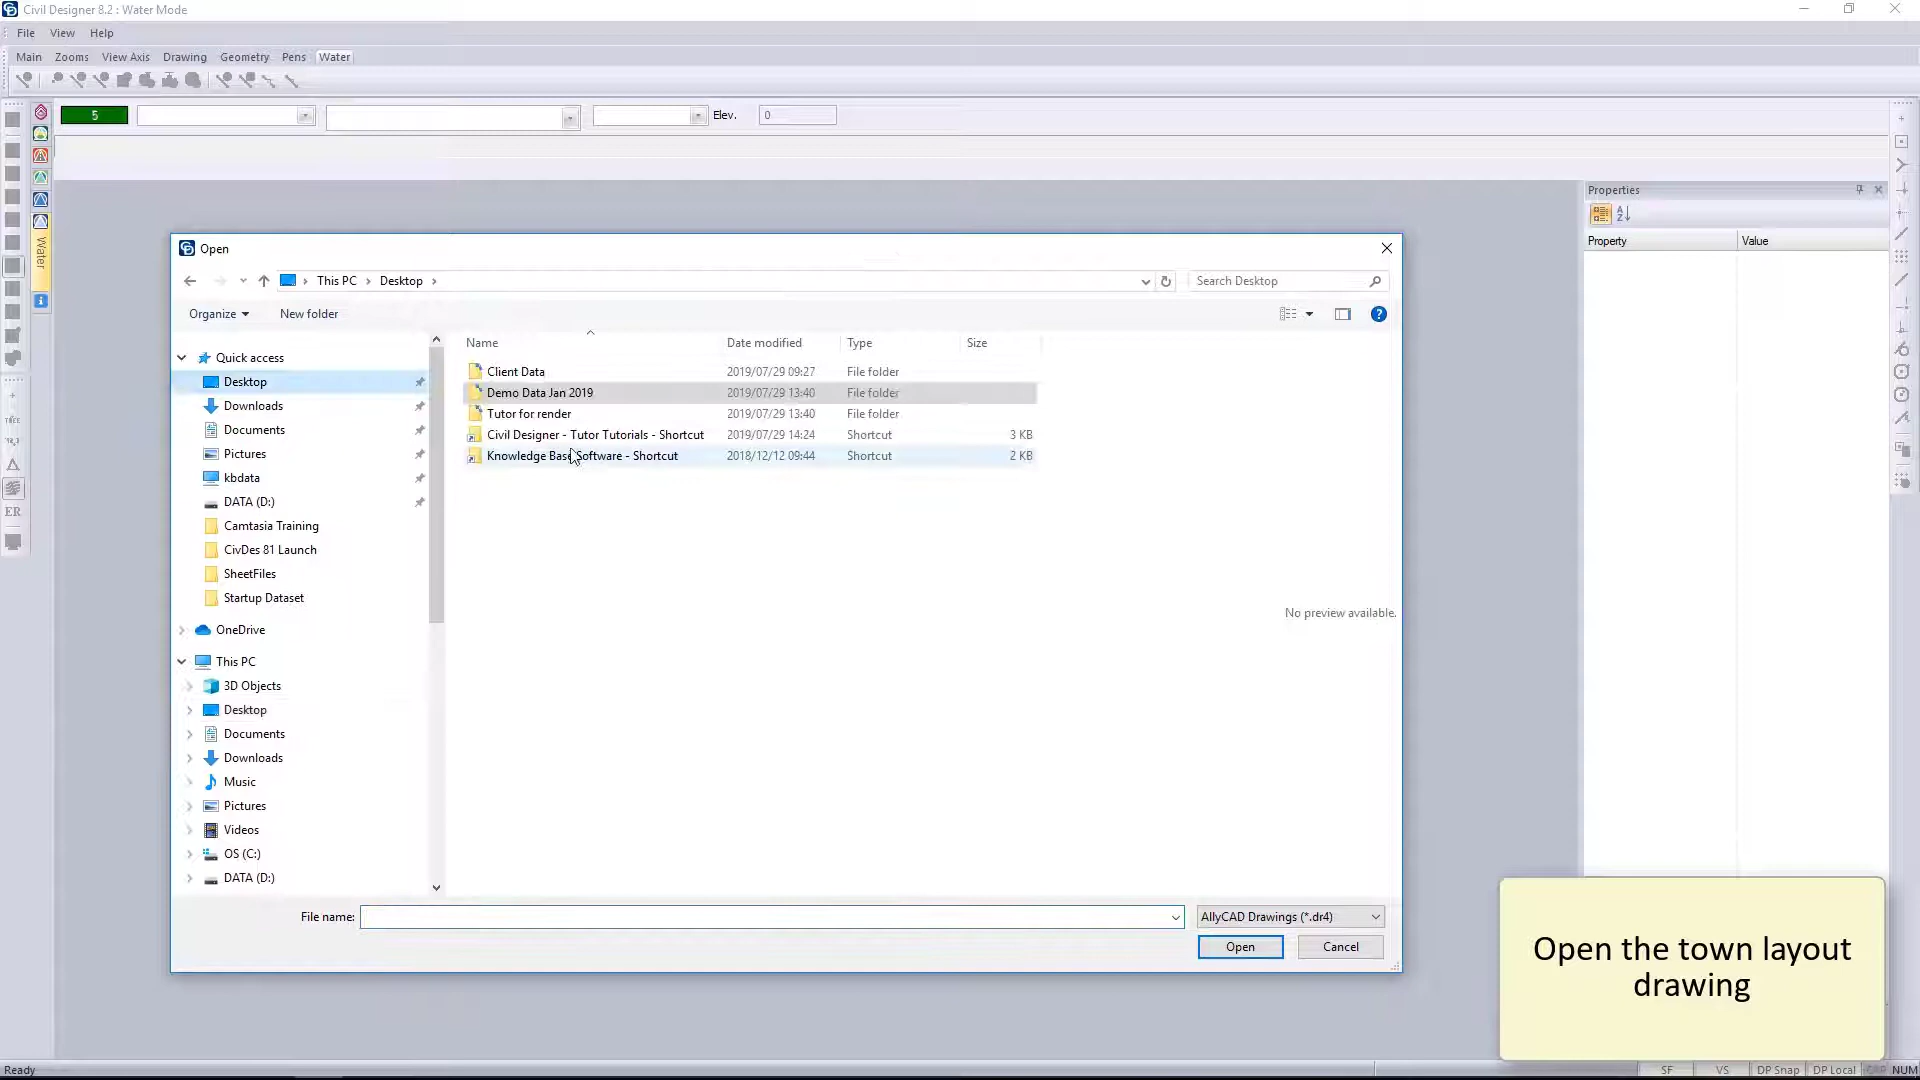 Civil Designer 8.2 : Water Mode
File View Help
Main Zooms View Axis Drawing Geometry Pens Water
5 Elev. 0
Properties
Property Value
Water
TREE
ER
Open
This PC Desktop
Search Desktop
Organize New folder
Name Date modified Type Size
Quick access
Desktop
Downloads
Documents
Pictures
kbdata
DATA (D:)
Camtasia Training
CivDes 81 Launch
SheetFiles
Startup Dataset
OneDrive
This PC
3D Objects
Desktop
Documents
Downloads
Music
Pictures
Videos
OS (C:)
DATA (D:)
Client Data 2019/07/29 09:27 File folder
Demo Data Jan 2019 2019/07/29 13:40 File folder
Tutor for render 2019/07/29 13:40 File folder
Civil Designer - Tutor Tutorials - Shortcut 2019/07/29 14:24 Shortcut 3 KB
Knowledge Base Software - Shortcut 2018/12/12 09:44 Shortcut 2 KB
No preview available.
File name: AllyCAD Drawings (*.dr4)
Open Cancel
Open the town layout
drawing
Ready SF VS DP Snap DP Local NUM